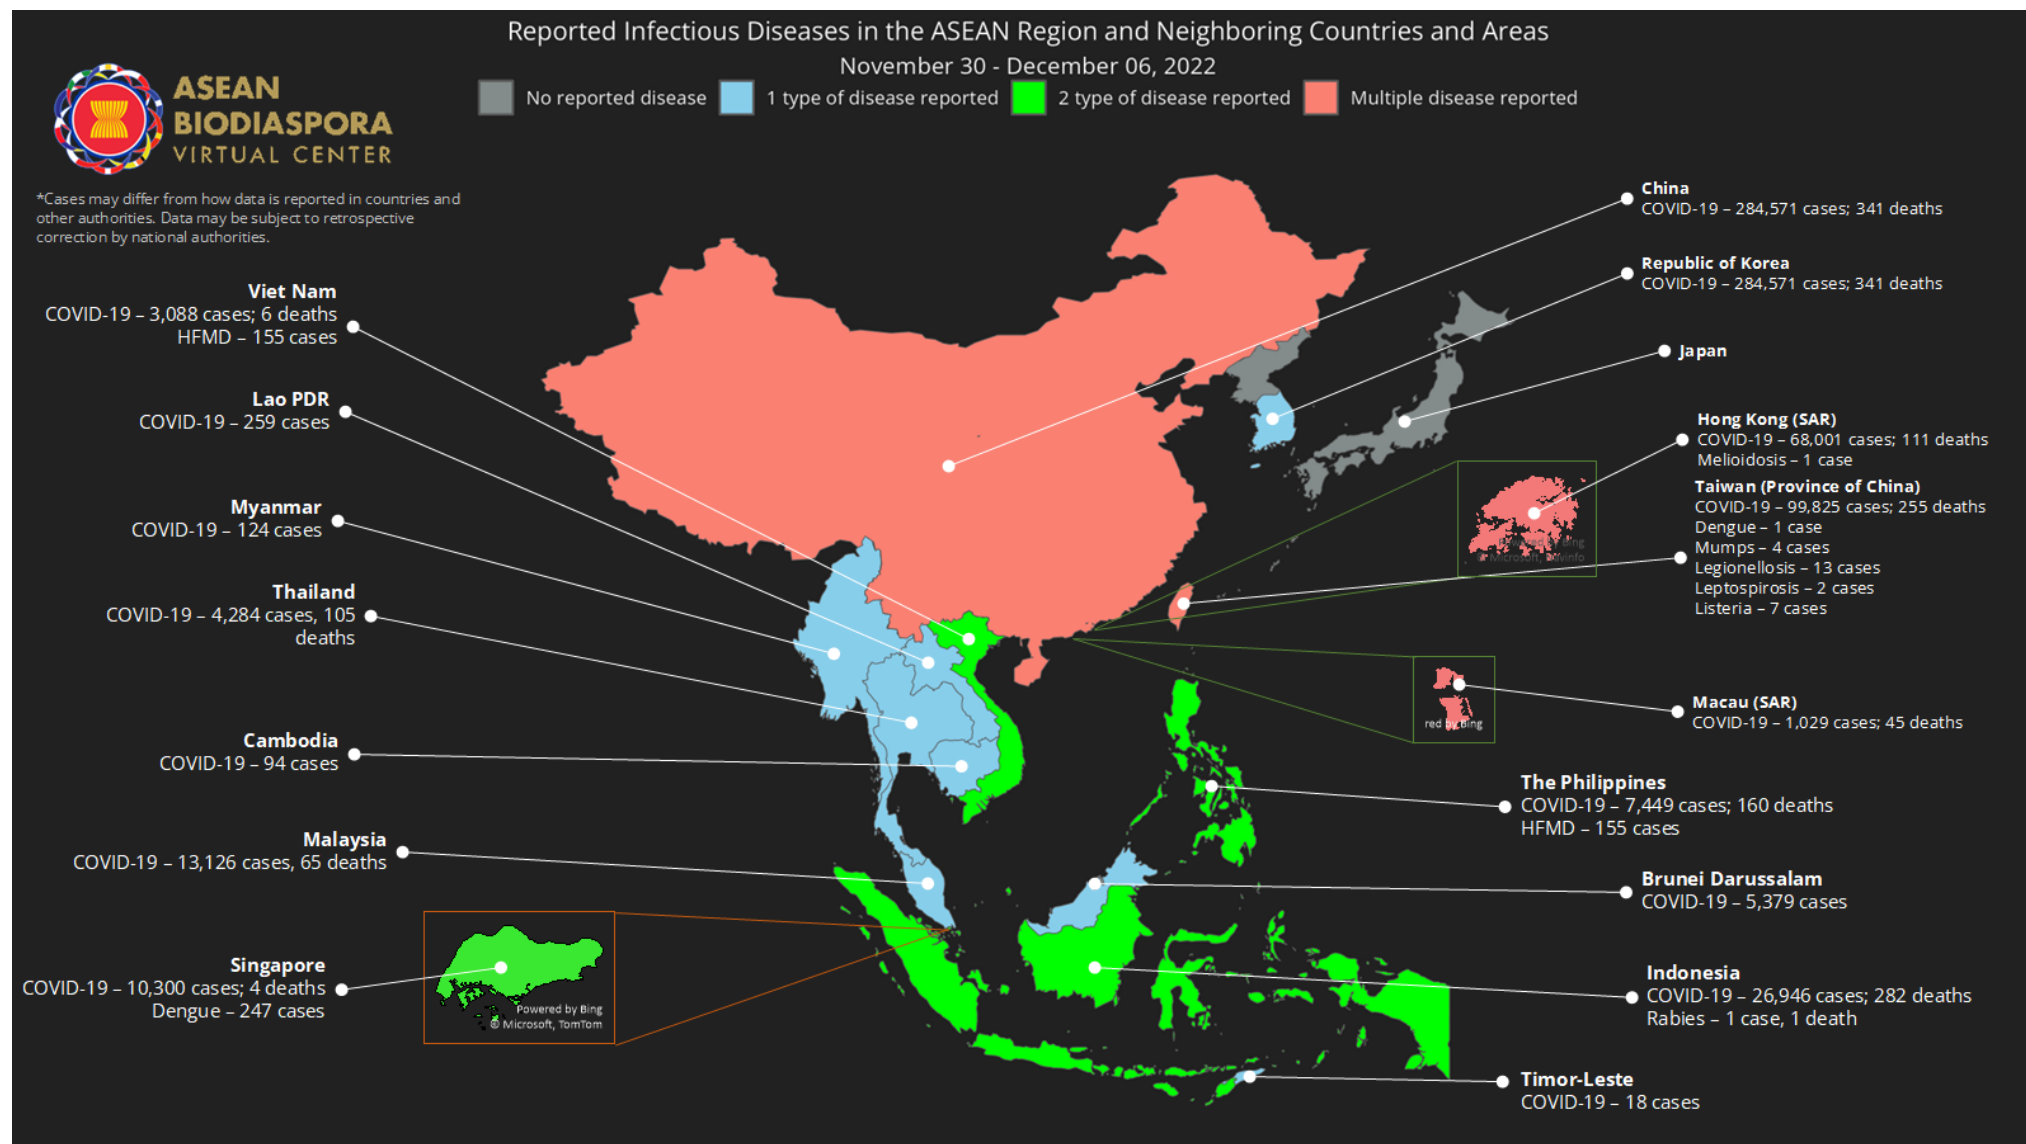 Reported Infectious Diseases in the ASEAN Region and Neighboring Countries and Areas
November 30 - December 06, 2022
No reported disease
1 type of disease reported
2 type of disease reported
Multiple disease reported
ASEAN
BIODIASPORA
VIRTUAL CENTER
*Cases may differ from how data is reported in countries and
other authorities. Data may be subject to retrospective
correction by national authorities.
Viet Nam
COVID-19 – 3,088 cases; 6 deaths
HFMD – 155 cases
Lao PDR
COVID-19 – 259 cases
Myanmar
COVID-19 – 124 cases
Thailand
COVID-19 – 4,284 cases, 105
deaths
Cambodia
COVID-19 – 94 cases
Malaysia
COVID-19 – 13,126 cases, 65 deaths
Singapore
COVID-19 – 10,300 cases; 4 deaths
Dengue – 247 cases
Powered by Bing
© Microsoft, TomTom
China
COVID-19 – 284,571 cases; 341 deaths
Republic of Korea
COVID-19 – 284,571 cases; 341 deaths
Japan
Hong Kong (SAR)
COVID-19 – 68,001 cases; 111 deaths
Melioidosis – 1 case
Powered by Bing
© Microsoft, Navinfo
Taiwan (Province of China)
COVID-19 – 99,825 cases; 255 deaths
Dengue – 1 case
Mumps – 4 cases
Legionellosis – 13 cases
Leptospirosis – 2 cases
Listeria – 7 cases
Macau (SAR)
COVID-19 – 1,029 cases; 45 deaths
red by Bing
The Philippines
COVID-19 – 7,449 cases; 160 deaths
HFMD – 155 cases
Brunei Darussalam
COVID-19 – 5,379 cases
Indonesia
COVID-19 – 26,946 cases; 282 deaths
Rabies – 1 case, 1 death
Timor-Leste
COVID-19 – 18 cases